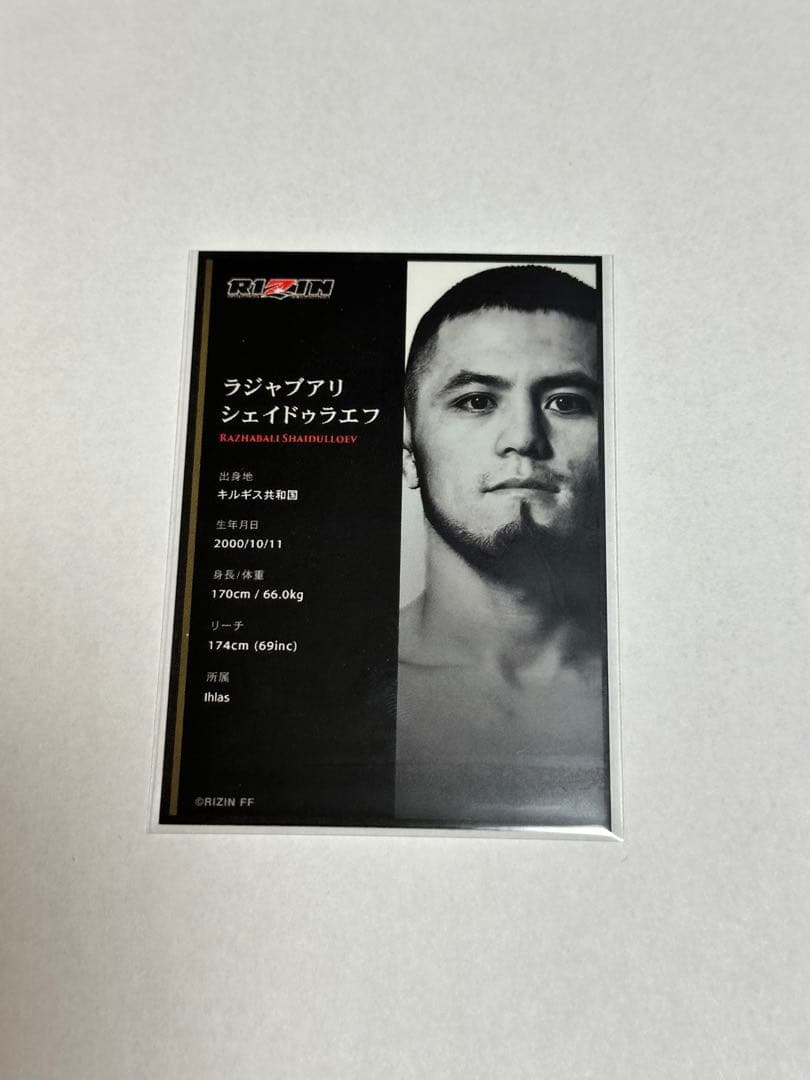 RIZIN
ラジャブアリ
シェイドゥラエフ
RAZHABALI SHAIDULLOEV
出身地
キルギス共和国
生年月日
2000/10/11
身長/体重
170cm / 66.0kg
リーチ
174cm (69inc)
所属
Ihlas
©RIZIN FF